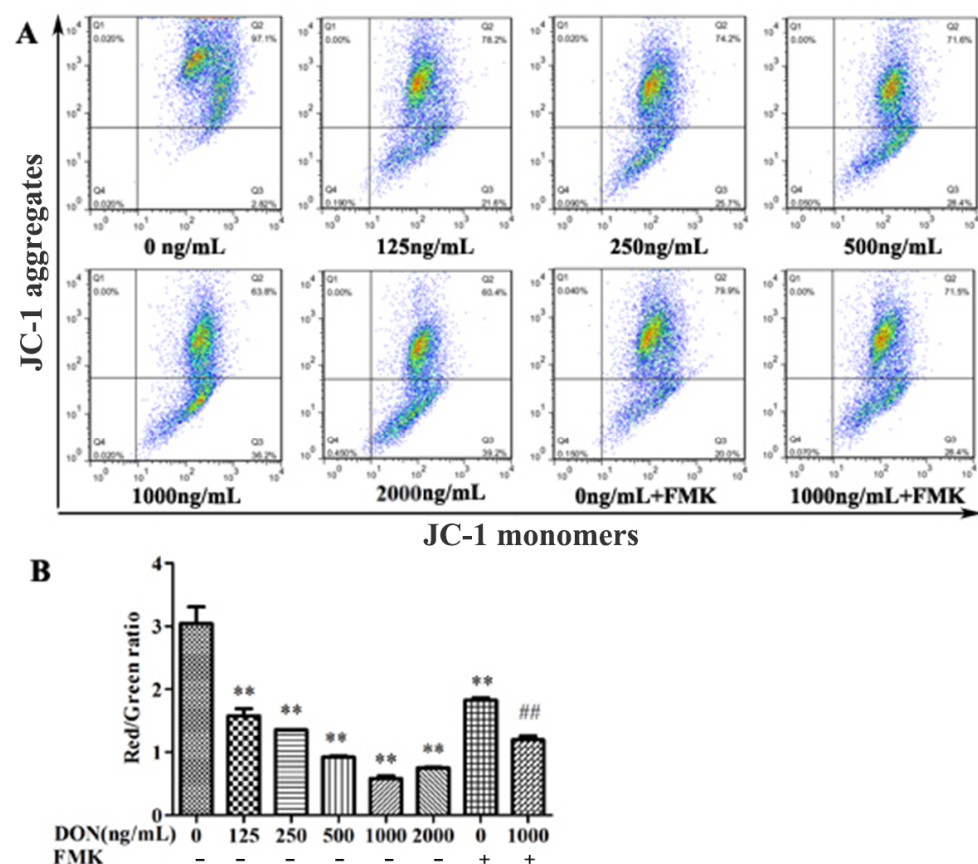 A
Q1 Q2 Q1 Q2 Q1 Q2 Q1 Q2
0.020% 97.1% 0.00% 78.2% 0.020% 74.2% 0.00% 71.6%
Q4 Q3 Q4 Q3 Q4 Q3 Q4 Q3
0.020% 2.82% 0.190% 21.6% 0.090% 25.7% 0.050% 28.4%
0 ng/mL 125ng/mL 250ng/mL 500ng/mL
JC-1 aggregates
Q1 Q2 Q1 Q2 Q1 Q2 Q1 Q2
0.00% 63.8% 0.00% 60.4% 0.040% 79.9% 0.00% 71.5%
Q4 Q3 Q4 Q3 Q4 Q3 Q4 Q3
0.020% 36.2% 0.450% 39.2% 0.150% 20.0% 0.070% 28.4%
1000ng/mL 2000ng/mL 0ng/mL+FMK 1000ng/mL+FMK
JC-1 monomers
B
Red/Green ratio
4
3
2
1
0
** ** ** ** ** ** ##
DON(ng/mL) 0 125 250 500 1000 2000 0 1000
FMK - - - - - - + +